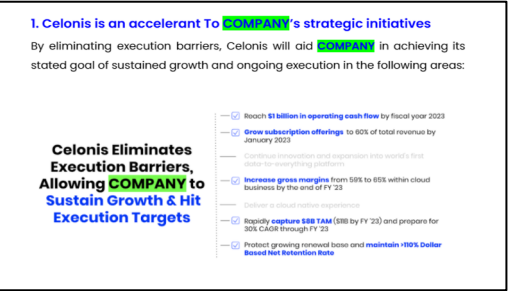 1. Celonis is an accelerant To COMPANY's strategic initiatives
By eliminating execution barriers, Celonis will aid COMPANY in achieving its
stated goal of sustained growth and ongoing execution in the following areas:
Celonis Eliminates
Execution Barriers,
Allowing COMPANY to
Sustain Growth & Hit
Execution Targets
Reach $1 billion in operating cash flow by fiscal year 2023
Grow subscription offerings to 60% of total revenue by
January 2023
Continue innovation and expansion into world's first
data-to-everything platform
Increase gross margins from 59% to 65% within cloud
business by the end of FY '23
Deliver a cloud native experience
Rapidly capture $8B TAM ($11B by FY '23) and prepare for
30% CAGR through FY '23
Protect growing renewal base and maintain >110% Dollar
Based Net Retention Rate